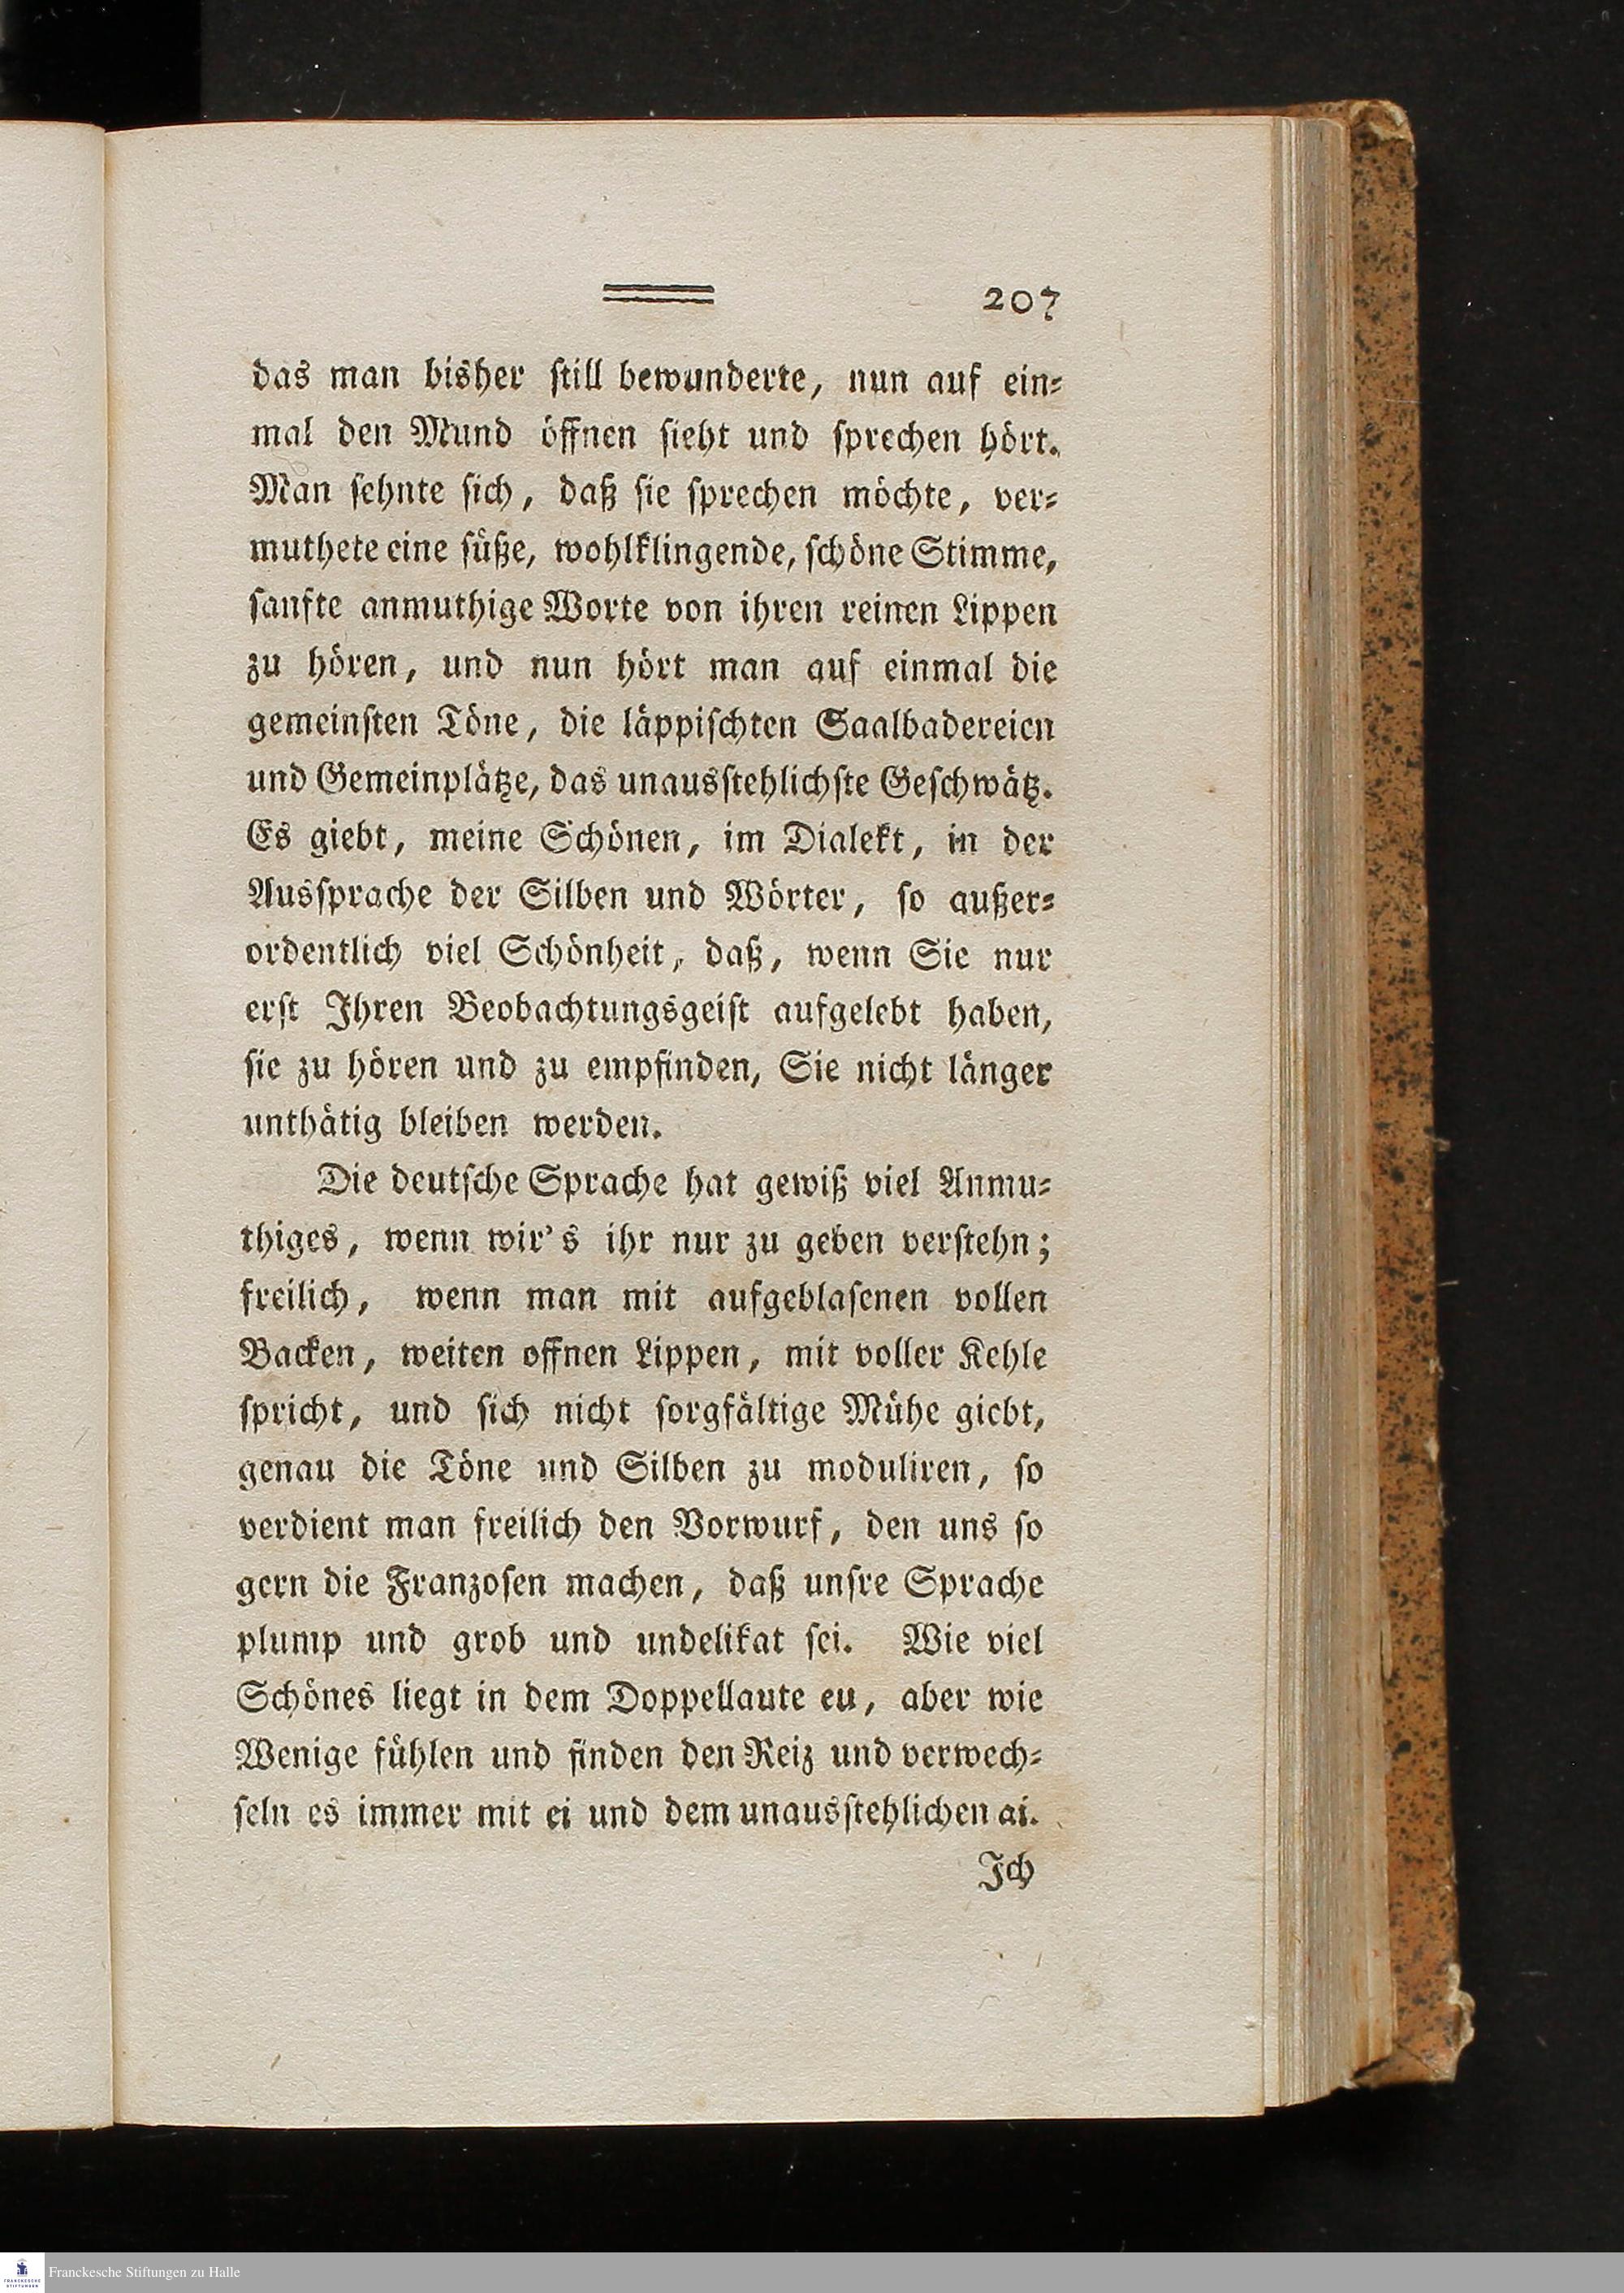 207
das man bisher ſtill bewunderte, nun auf ein⸗
mal den Mund öffnen ſieht und ſprechen hört.
Man ſehnte ſich, daß ſie ſprechen möchte, ver⸗
muthete eine ſüße, wohlklingende, ſchöne Stimme,
ſanfte anmuthige Worte von ihren reinen Lippen
zu hören, und nun hört man auf einmal die
gemeinſten Töne, die läppiſchten Saalbadereien
und Gemeinplätze, das unausſtehlichſte Geſchwätz.
Es giebt, meine Schönen, im Dialekt, in der
Ausſprache der Silben und Wörter, ſo außer⸗
ordentlich viel Schönheit, daß, wenn Sie nur
erſt Ihren Beobachtungsgeiſt aufgelebt haben,
ſie zu hören und zu empfinden, Sie nicht länger
unthätig bleiben werden.
Die deutſche Sprache hat gewiß viel Anmu⸗
thiges, wenn wir's ihr nur zu geben verſtehn;
freilich, wenn man mit aufgeblaſenen vollen
Backen, weiten offnen Lippen, mit voller Kehle
ſpricht, und ſich nicht ſorgfältige Mühe giebt,
genau die Töne und Silben zu moduliren, ſo
verdient man freilich den Vorwurf, den uns ſo
gern die Franzoſen machen, daß unſre Sprache
plump und grob und undelikat ſei. Wie viel
Schönes liegt in dem Doppellaute eu, aber wie
Wenige fühlen und finden den Reiz und verwech⸗
ſeln es immer mit ei und dem unausſtehlichen ai.
Ich
Franckesche Stiftungen zu Halle
FRANCKESCHE
STIFTUNGEN